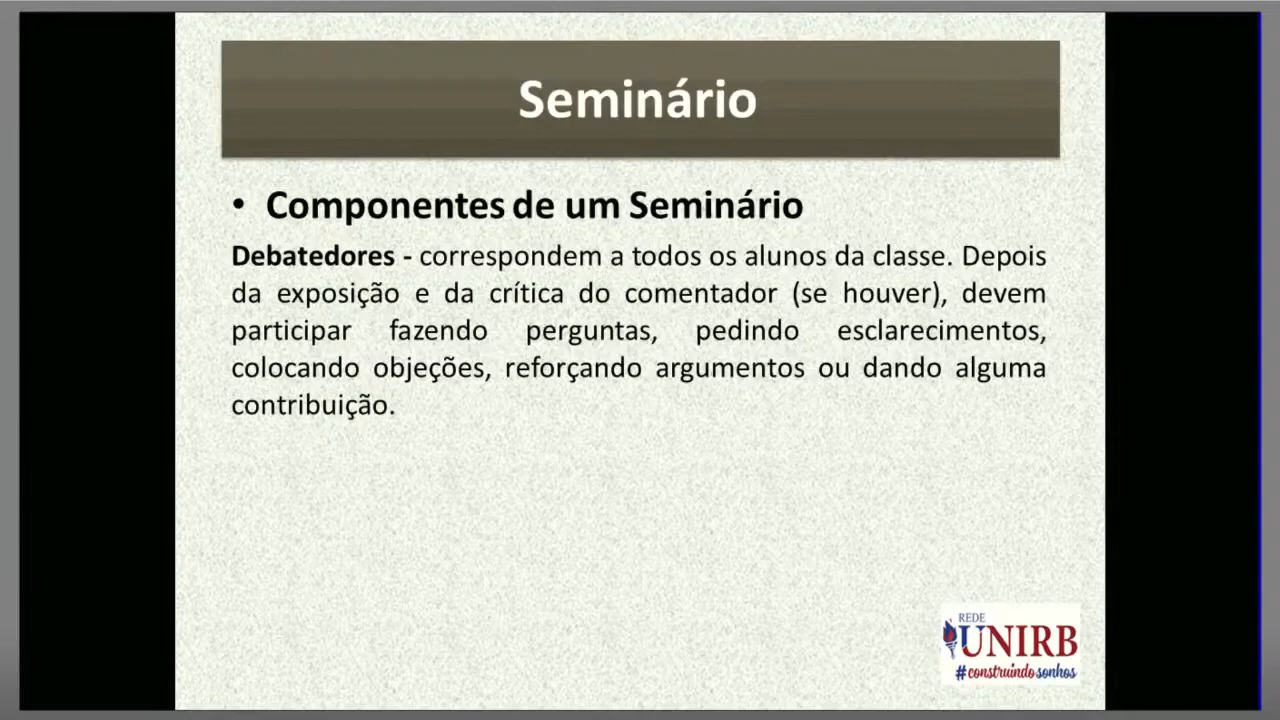 Seminário
• Componentes de um Seminário
Debatedores - correspondem a todos os alunos da classe. Depois
da exposição e da crítica do comentador (se houver), devem
participar fazendo perguntas, pedindo esclarecimentos,
colocando objeções, reforçando argumentos ou dando alguma
contribuição.
REDE
UNIRB
#construindosonhos